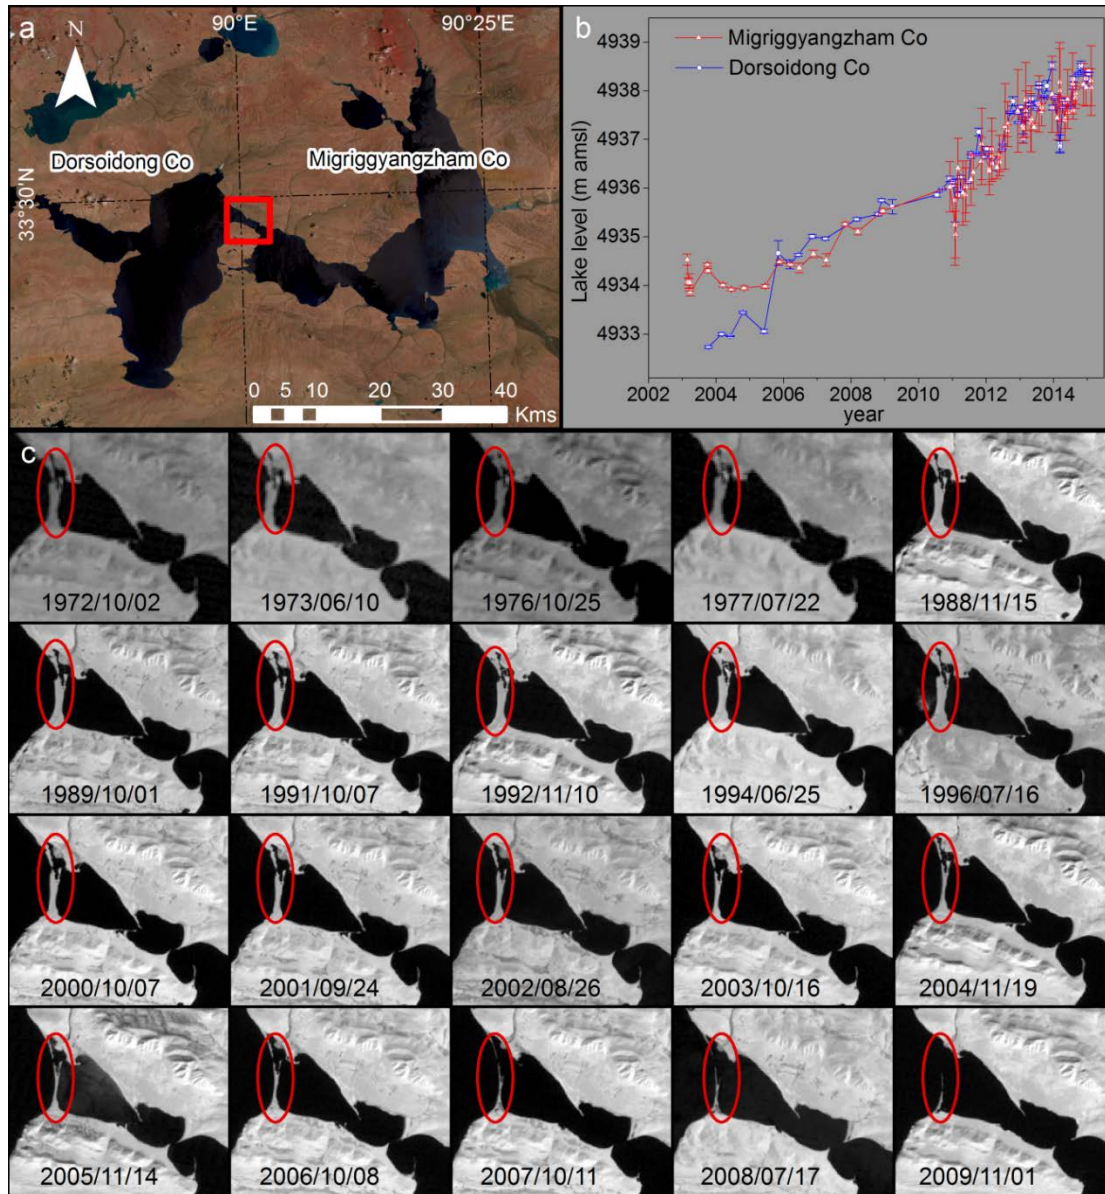 a
N
90°E
90°25'E
33°30'N
Dorsoidong Co
Migriggyangzham Co
0 5 10 20 30 40
Kms
b
Migriggyangzham Co
Dorsoidong Co
Lake level (m amsl)
4939
4938
4937
4936
4935
4934
4933
2002 2004 2006 2008 2010 2012 2014
year
c
1972/10/02
1973/06/10
1976/10/25
1977/07/22
1988/11/15
1989/10/01
1991/10/07
1992/11/10
1994/06/25
1996/07/16
2000/10/07
2001/09/24
2002/08/26
2003/10/16
2004/11/19
2005/11/14
2006/10/08
2007/10/11
2008/07/17
2009/11/01